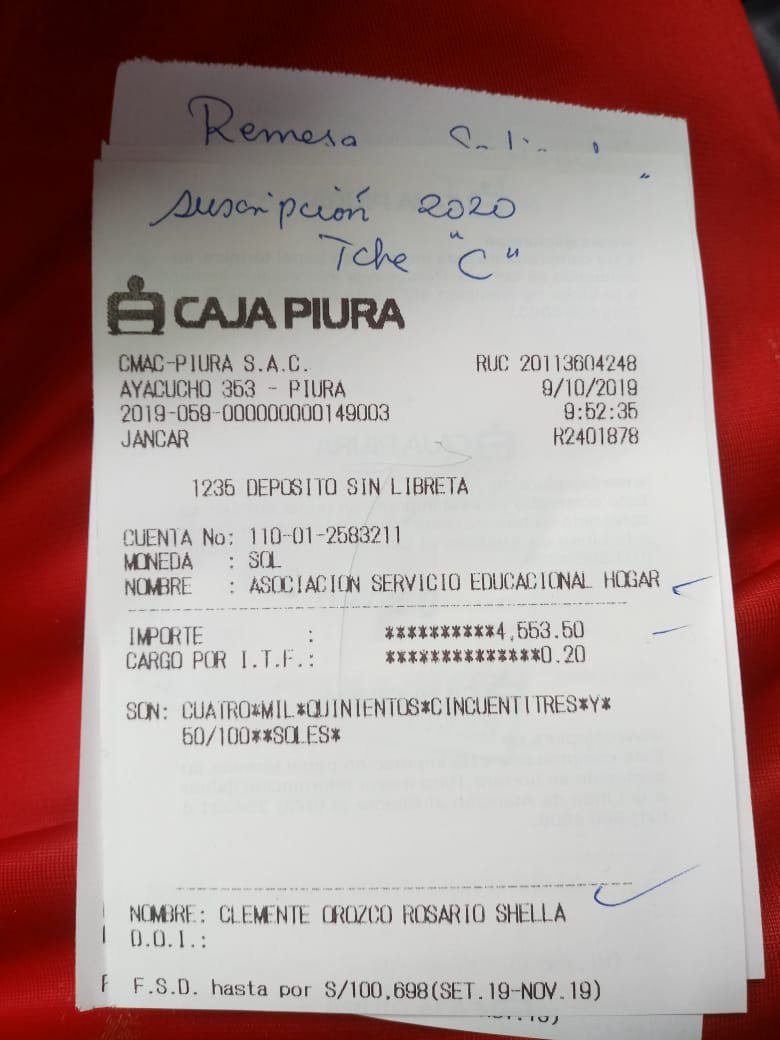 Remesa
suscripción 2020
Tche "C"
CAJA PIURA
CMAC-PIURA S.A.C. RUC 20113604248
AYACUCHO 353 - PIURA 9/10/2019
2019-059-000000000149003 9:52:35
JANCAR R2401878
1235 DEPOSITO SIN LIBRETA
CUENTA No: 110-01-2583211
MONEDA : SOL
NOMBRE : ASOCIACION SERVICIO EDUCACIONAL HOGAR
IMPORTE : **********4,553.50
CARGO POR I.T.F.: **************0.20
SON: CUATRO*MIL*QUINIENTOS*CINCUENTITRES*Y*
50/100**SOLES*
NOMBRE: CLEMENTE OROZCO ROSARIO SHELLA
D.O.I.:
F.S.D. hasta por S/100,698(SET.19-NOV.19)